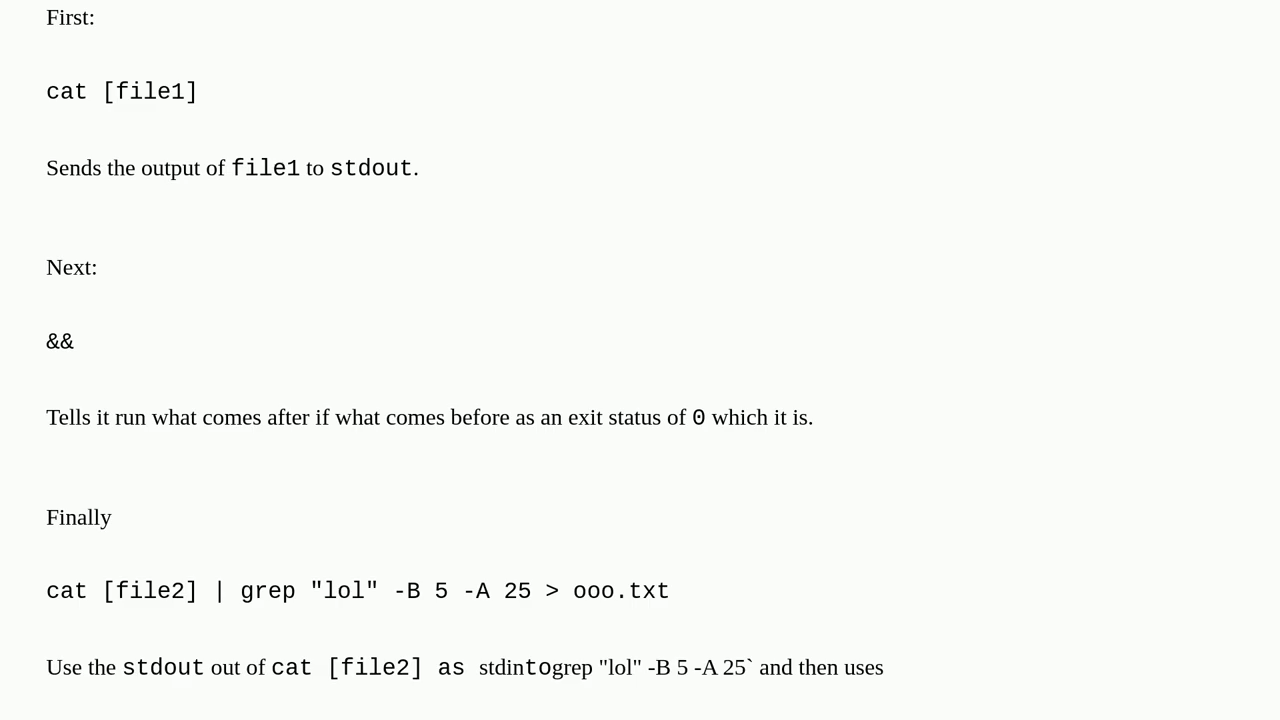 First:
cat [file1]
Sends the output of file1 to stdout.
Next:
&&
Tells it run what comes after if what comes before as an exit status of 0 which it is.
Finally
cat [file2] | grep "lol" -B 5 -A 25 > ooo.txt
Use the stdout out of cat [file2] as stdintogrep "lol" -B 5 -A 25` and then uses